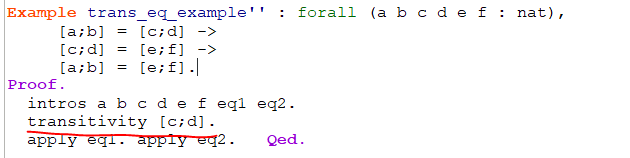 Example trans_eq_example'' : forall (a b c d e f : nat),
[a;b] = [c;d] ->
[c;d] = [e;f] ->
[a;b] = [e;f].
Proof.
intros a b c d e f eq1 eq2.
transitivity [c;d].
apply eq1. apply eq2. Qed.